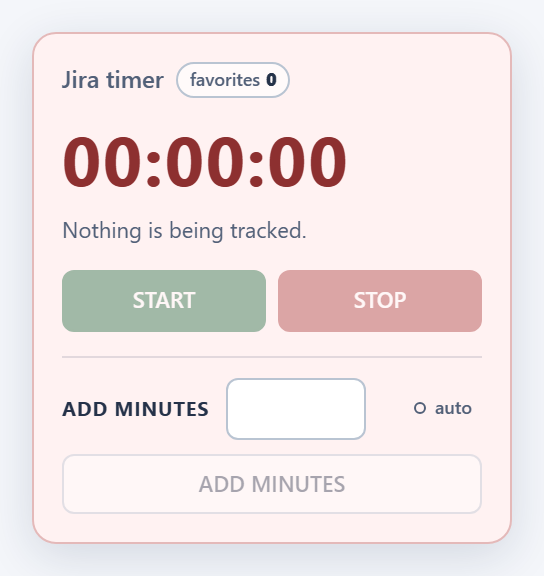 Jira timer favorites 0
00:00:00
Nothing is being tracked.
START STOP
ADD MINUTES auto
ADD MINUTES